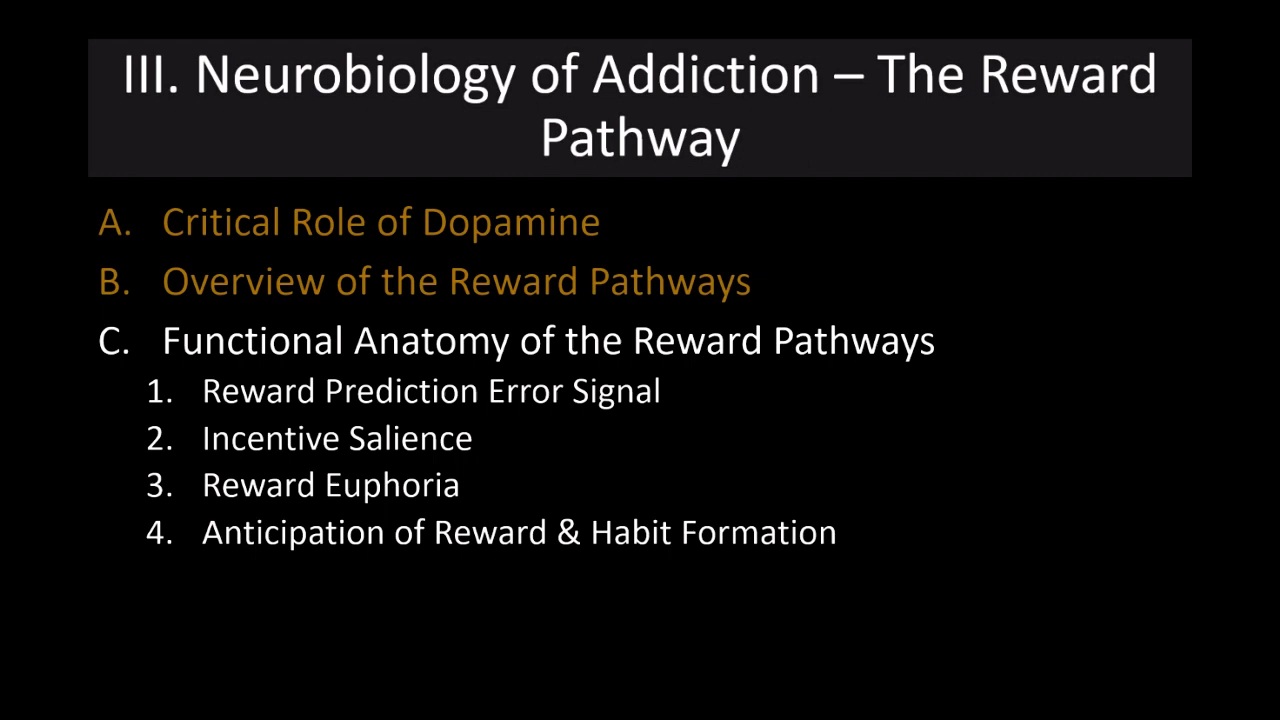 III. Neurobiology of Addiction – The Reward
Pathway
A. Critical Role of Dopamine
B. Overview of the Reward Pathways
C. Functional Anatomy of the Reward Pathways
1. Reward Prediction Error Signal
2. Incentive Salience
3. Reward Euphoria
4. Anticipation of Reward & Habit Formation